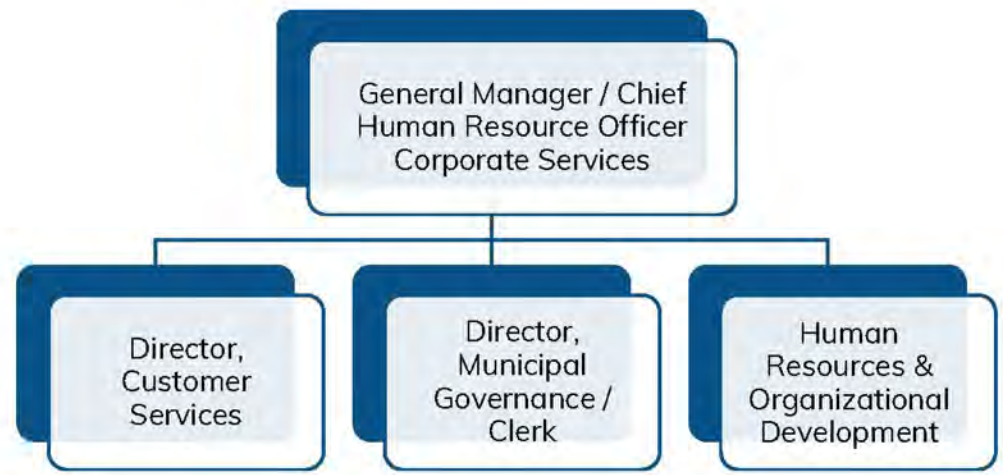 General Manager / Chief
Human Resource Officer
Corporate Services
Director,
Customer
Services
Director,
Municipal
Governance /
Clerk
Human
Resources &
Organizational
Development